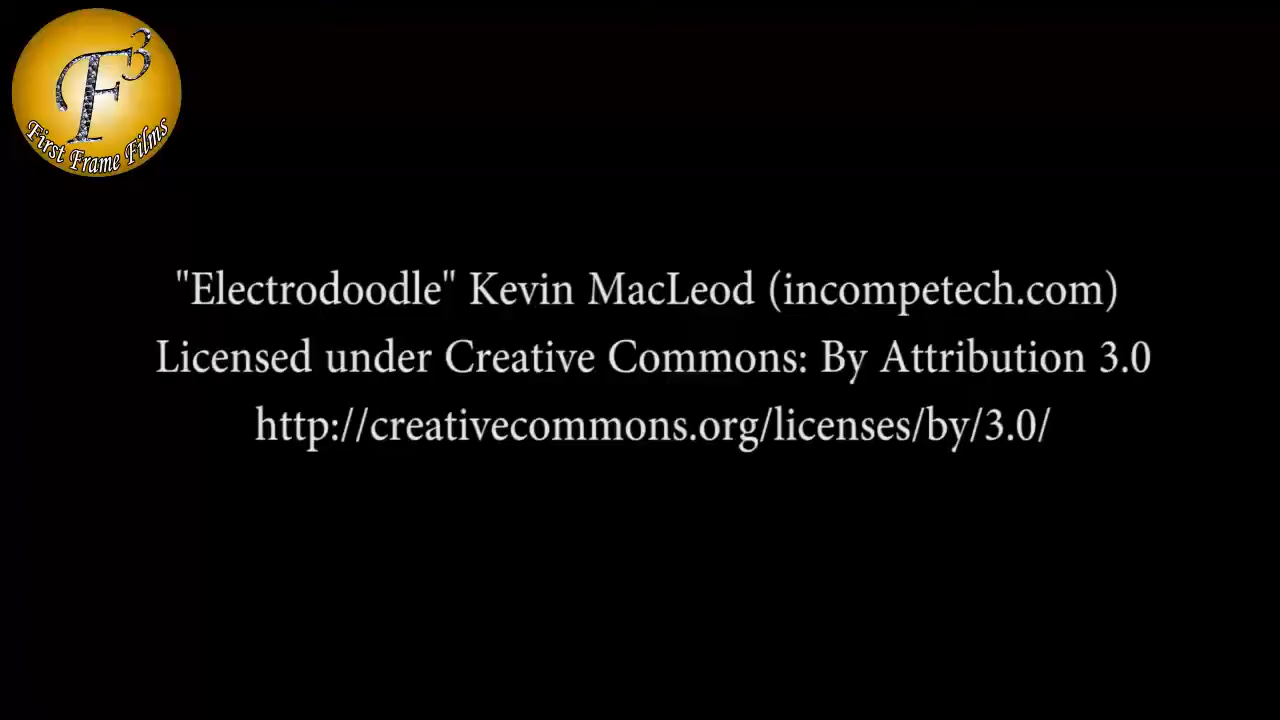 F3
First Frame Films
"Electrodoodle" Kevin MacLeod (incompetech.com)
Licensed under Creative Commons: By Attribution 3.0
http://creativecommons.org/licenses/by/3.0/